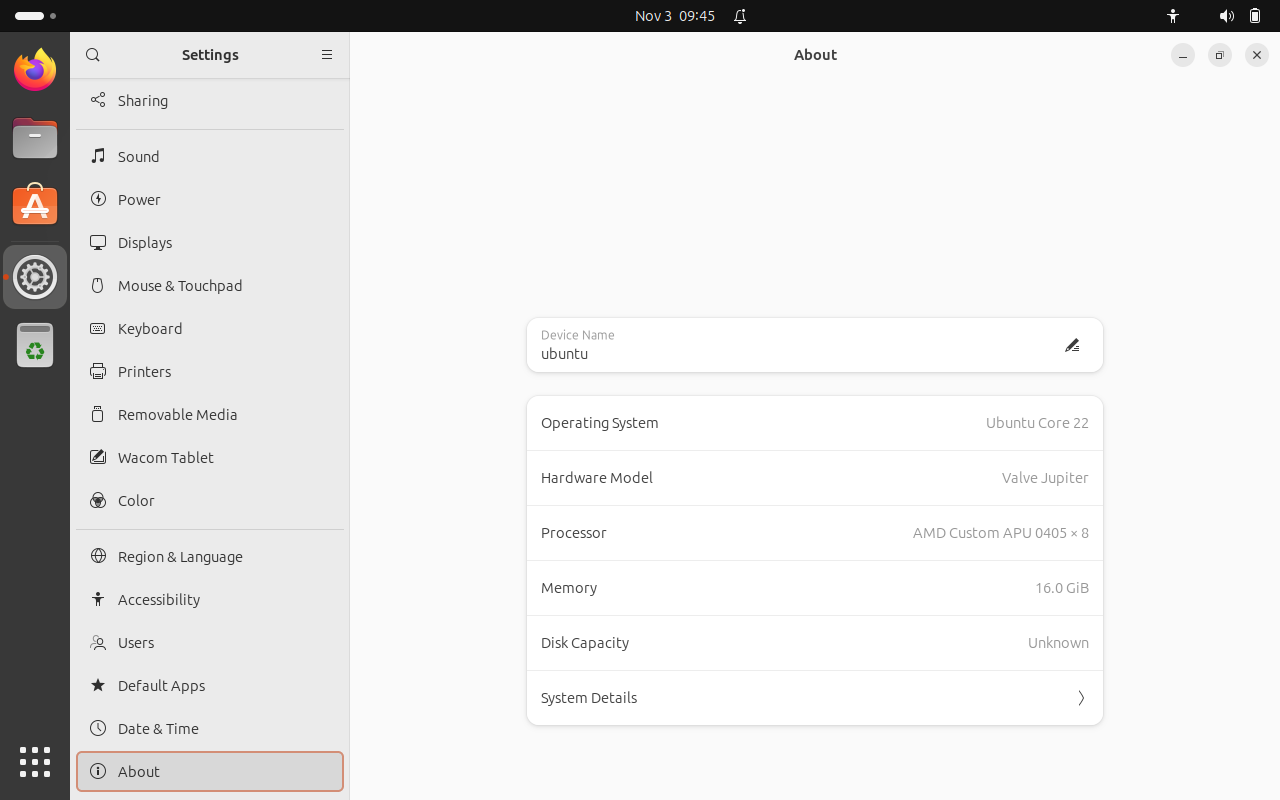 Nov 3 09:45
Settings
About
Sharing
Sound
Power
Displays
Mouse & Touchpad
Keyboard
Printers
Removable Media
Wacom Tablet
Color
Region & Language
Accessibility
Users
Default Apps
Date & Time
About
Device Name
ubuntu
Operating System Ubuntu Core 22
Hardware Model Valve Jupiter
Processor AMD Custom APU 0405 × 8
Memory 16.0 GiB
Disk Capacity Unknown
System Details